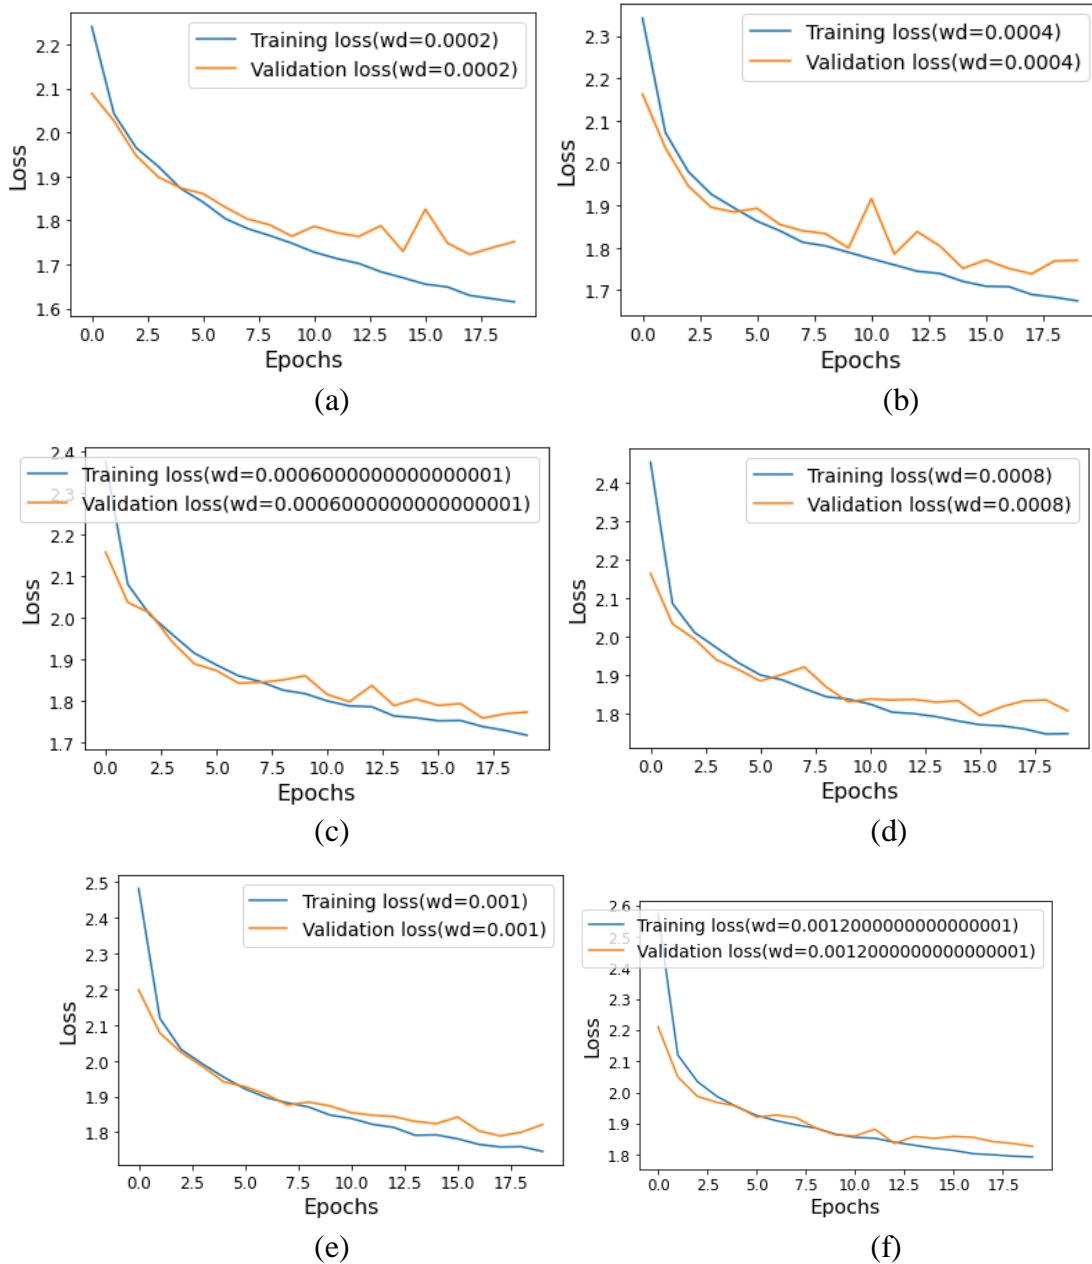 Training loss(wd=0.0002)
Validation loss(wd=0.0002)
2.2
2.1
2.0
1.9
1.8
1.7
1.6
Loss
0.0 2.5 5.0 7.5 10.0 12.5 15.0 17.5
Epochs
(a)
Training loss(wd=0.0004)
Validation loss(wd=0.0004)
2.3
2.2
2.1
2.0
1.9
1.8
1.7
Loss
0.0 2.5 5.0 7.5 10.0 12.5 15.0 17.5
Epochs
(b)
Training loss(wd=0.0006000000000000001)
Validation loss(wd=0.0006000000000000001)
2.4
2.3
2.2
2.1
2.0
1.9
1.8
1.7
Loss
0.0 2.5 5.0 7.5 10.0 12.5 15.0 17.5
Epochs
(c)
Training loss(wd=0.0008)
Validation loss(wd=0.0008)
2.4
2.3
2.2
2.1
2.0
1.9
1.8
Loss
0.0 2.5 5.0 7.5 10.0 12.5 15.0 17.5
Epochs
(d)
Training loss(wd=0.001)
Validation loss(wd=0.001)
2.5
2.4
2.3
2.2
2.1
2.0
1.9
1.8
Loss
0.0 2.5 5.0 7.5 10.0 12.5 15.0 17.5
Epochs
(e)
Training loss(wd=0.0012000000000000001)
Validation loss(wd=0.0012000000000000001)
2.6
2.5
2.4
2.3
2.2
2.1
2.0
1.9
1.8
Loss
0.0 2.5 5.0 7.5 10.0 12.5 15.0 17.5
Epochs
(f)